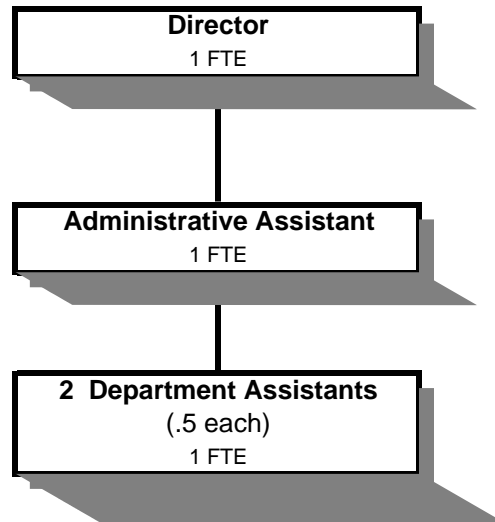 Director
1 FTE
Administrative Assistant
1 FTE
2 Department Assistants
(.5 each)
1 FTE